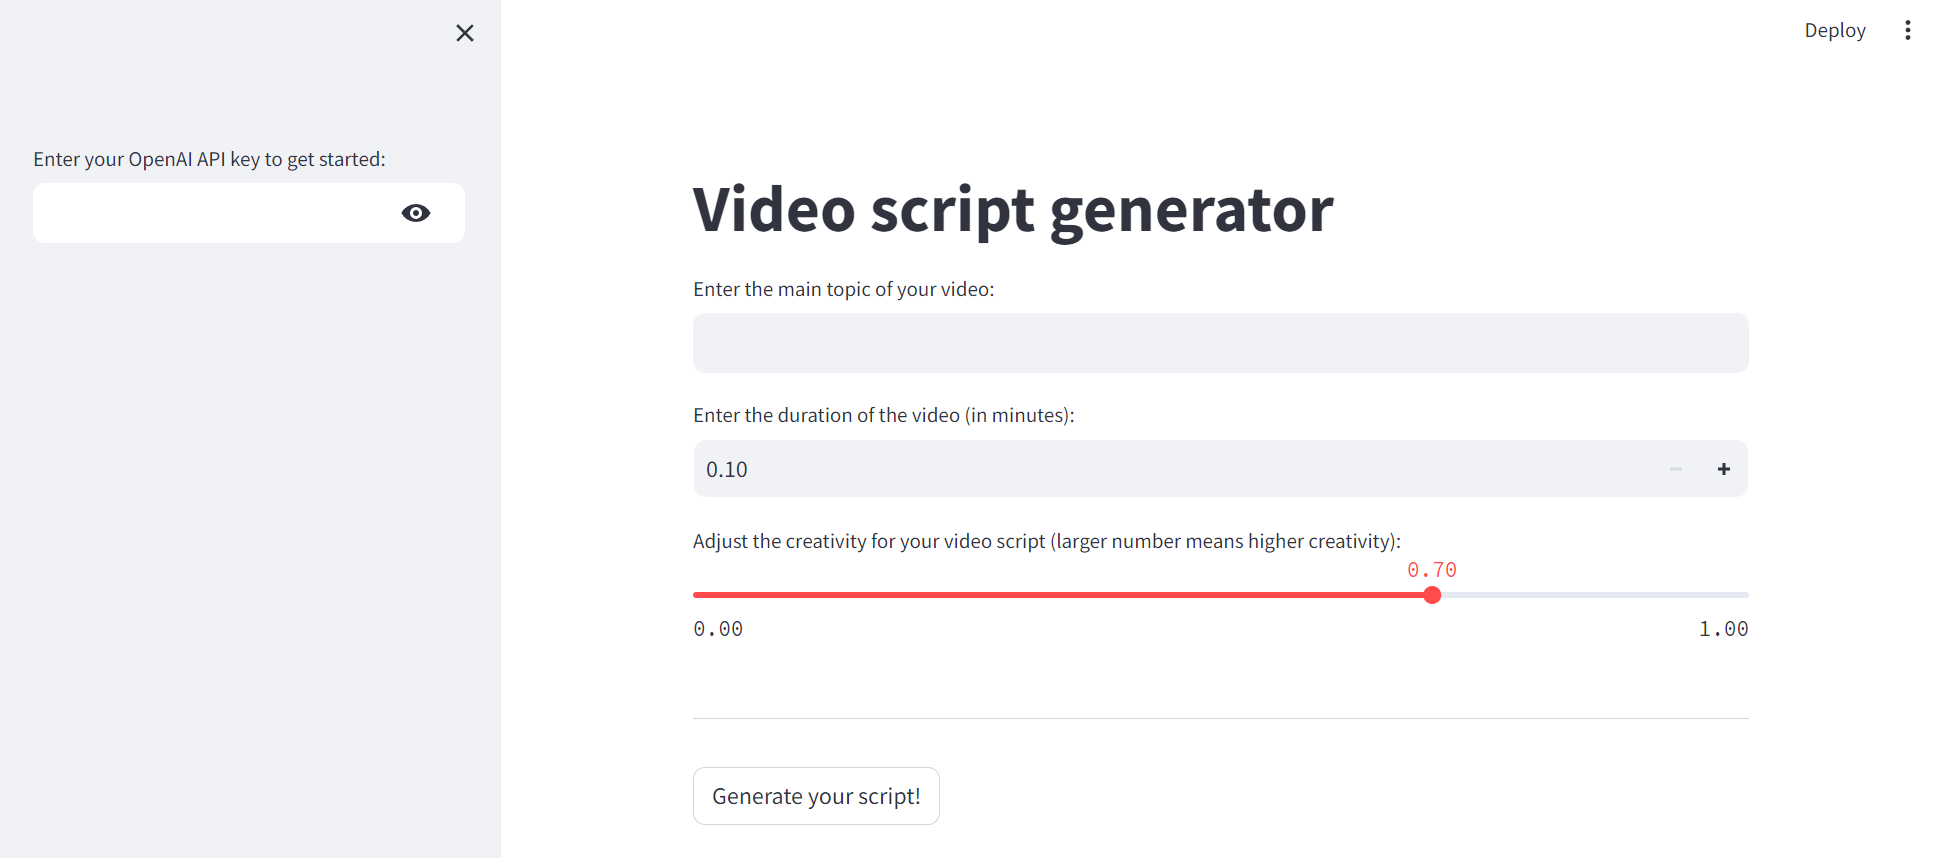 Deploy
Enter your OpenAI API key to get started:
Video script generator
Enter the main topic of your video:
Enter the duration of the video (in minutes):
0.10
Adjust the creativity for your video script (larger number means higher creativity):
0.70
0.00 1.00
Generate your script!